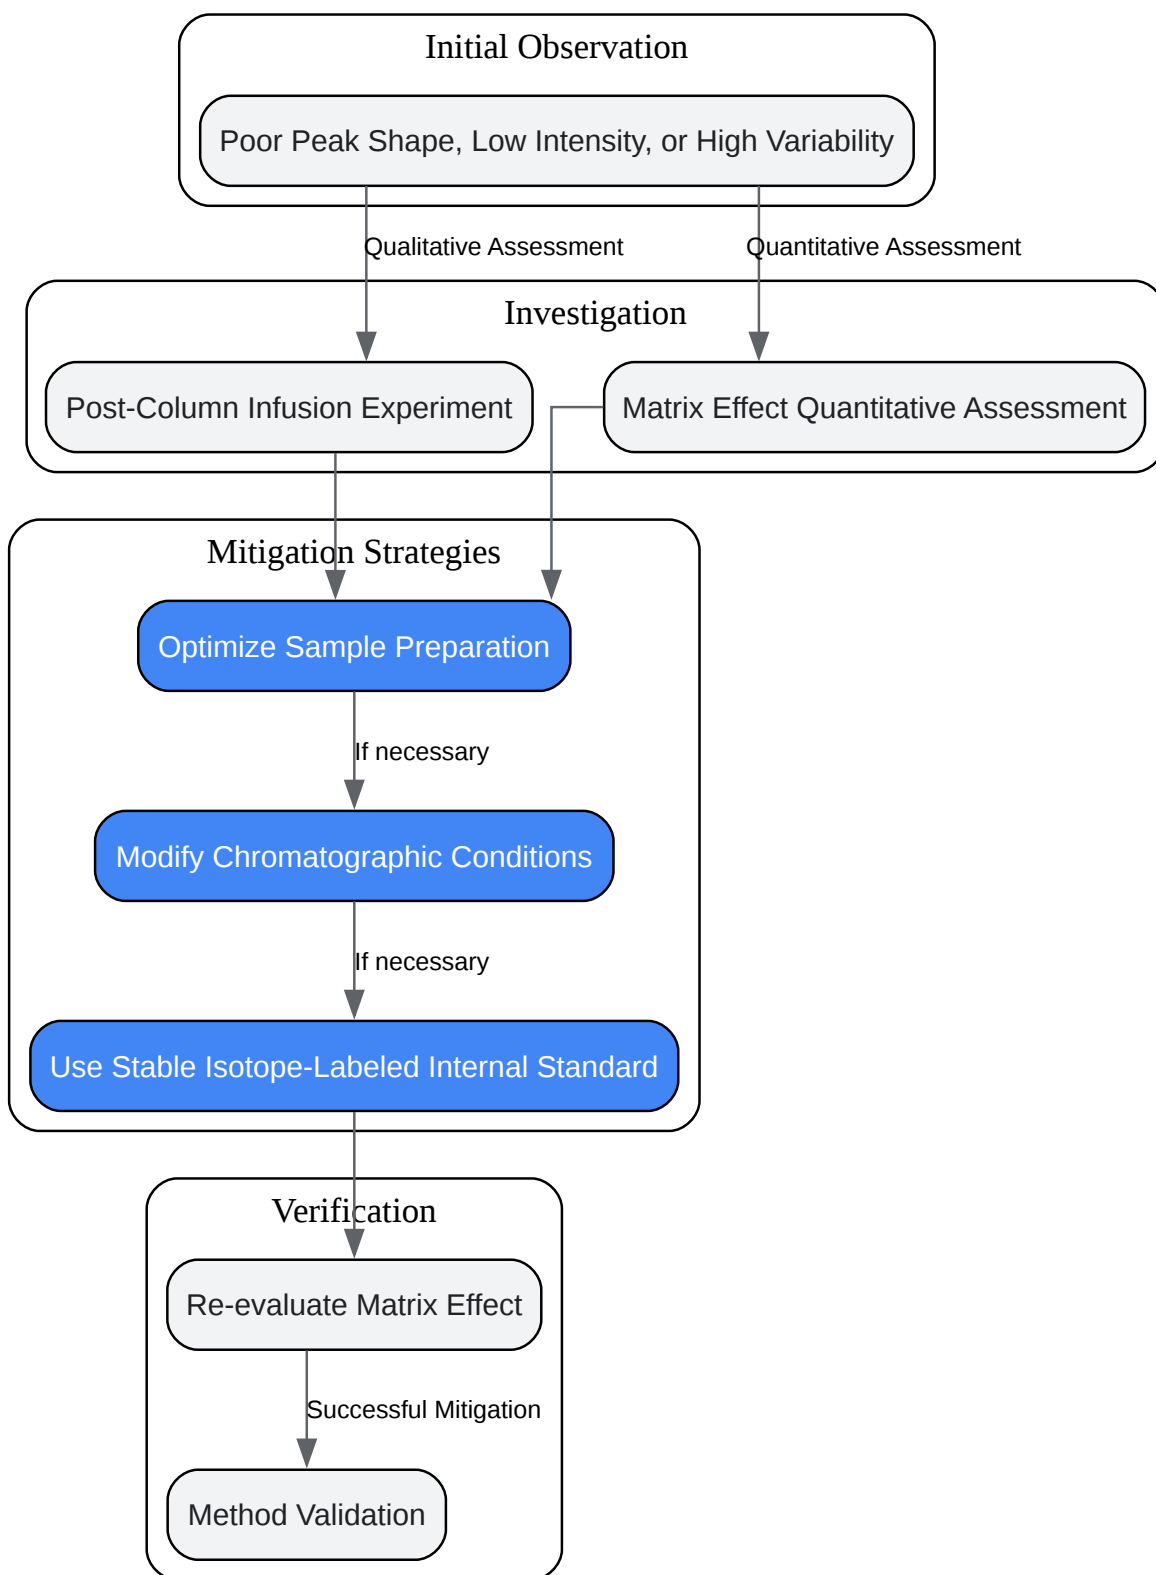 Initial Observation
Poor Peak Shape, Low Intensity, or High Variability
Qualitative Assessment
Quantitative Assessment
Investigation
Post-Column Infusion Experiment
Matrix Effect Quantitative Assessment
Mitigation Strategies
Optimize Sample Preparation
If necessary
Modify Chromatographic Conditions
If necessary
Use Stable Isotope-Labeled Internal Standard
Verification
Re-evaluate Matrix Effect
Successful Mitigation
Method Validation